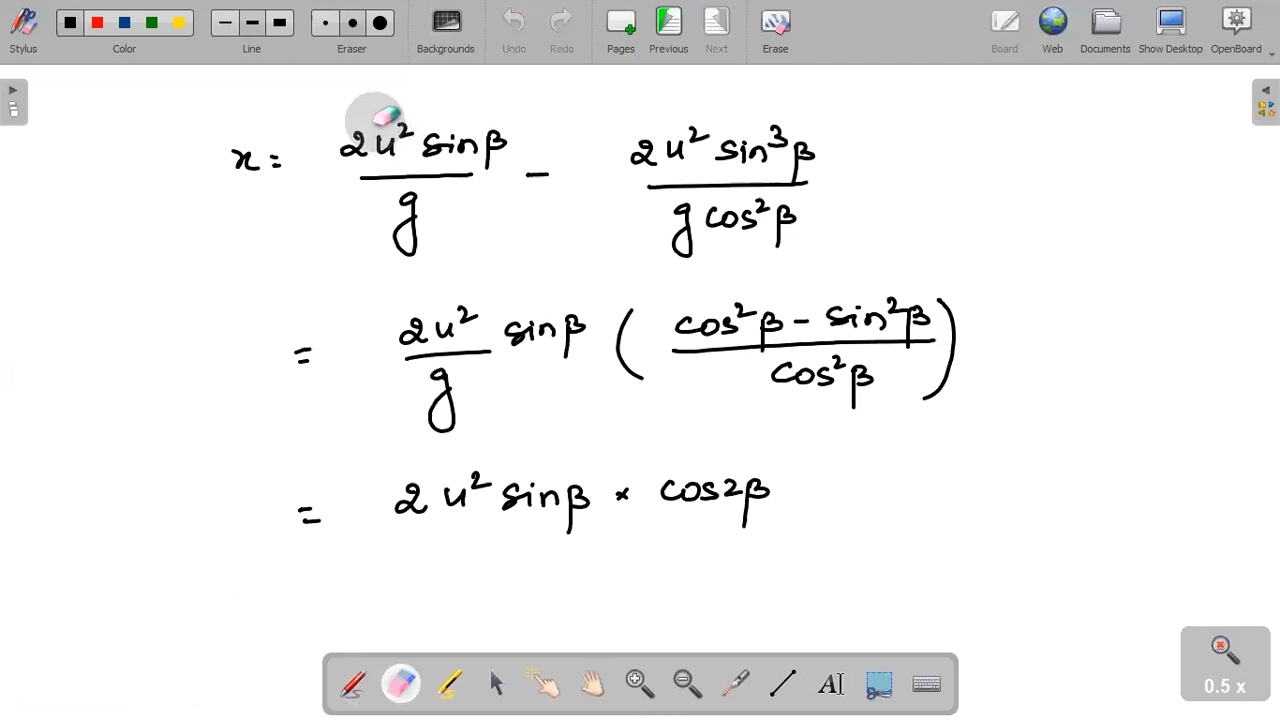 Stylus Color Line Eraser Backgrounds Undo Redo Pages Previous Next Erase Board Web Documents Show Desktop OpenBoard
x = 2u² sinβ / g − 2u² sin³β / g cos²β
= 2u² / g sinβ ( cos²β − sin²β / cos²β )
= 2u² sinβ × cos2β
AI
0.5 x